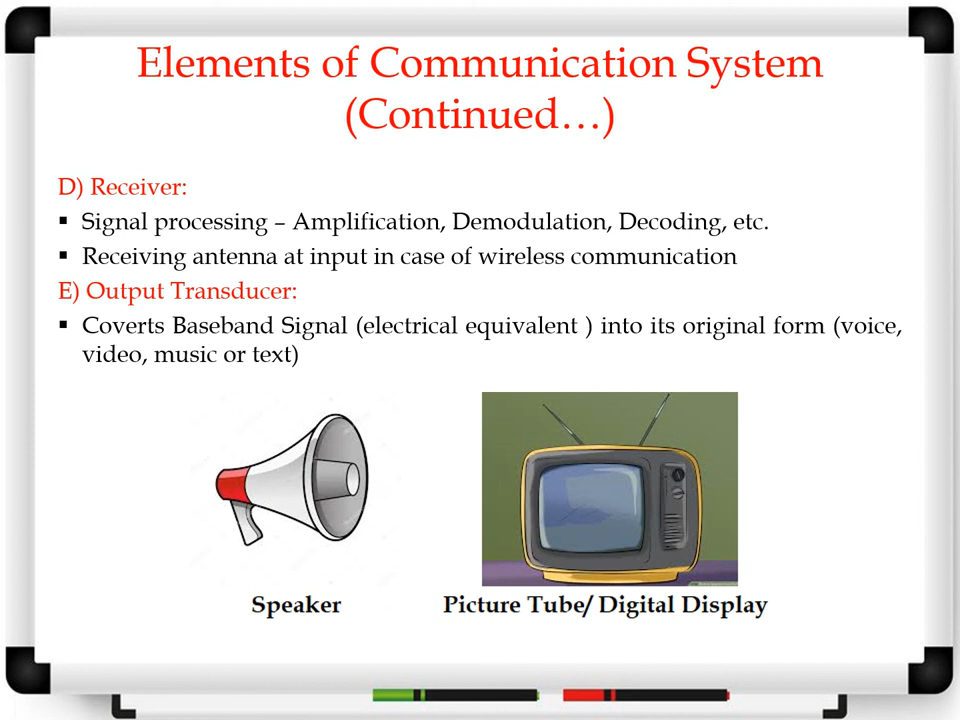 Elements of Communication System
(Continued…)
D) Receiver:
▪ Signal processing – Amplification, Demodulation, Decoding, etc.
▪ Receiving antenna at input in case of wireless communication
E) Output Transducer:
▪ Coverts Baseband Signal (electrical equivalent ) into its original form (voice,
video, music or text)
Speaker
Picture Tube/ Digital Display